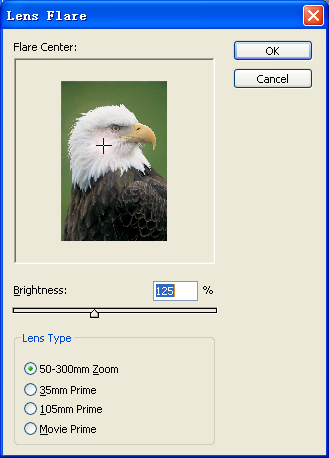 Lens Flare
Flare Center:
OK
Cancel
Brightness: 125 %
Lens Type
50-300mm Zoom
35mm Prime
105mm Prime
Movie Prime